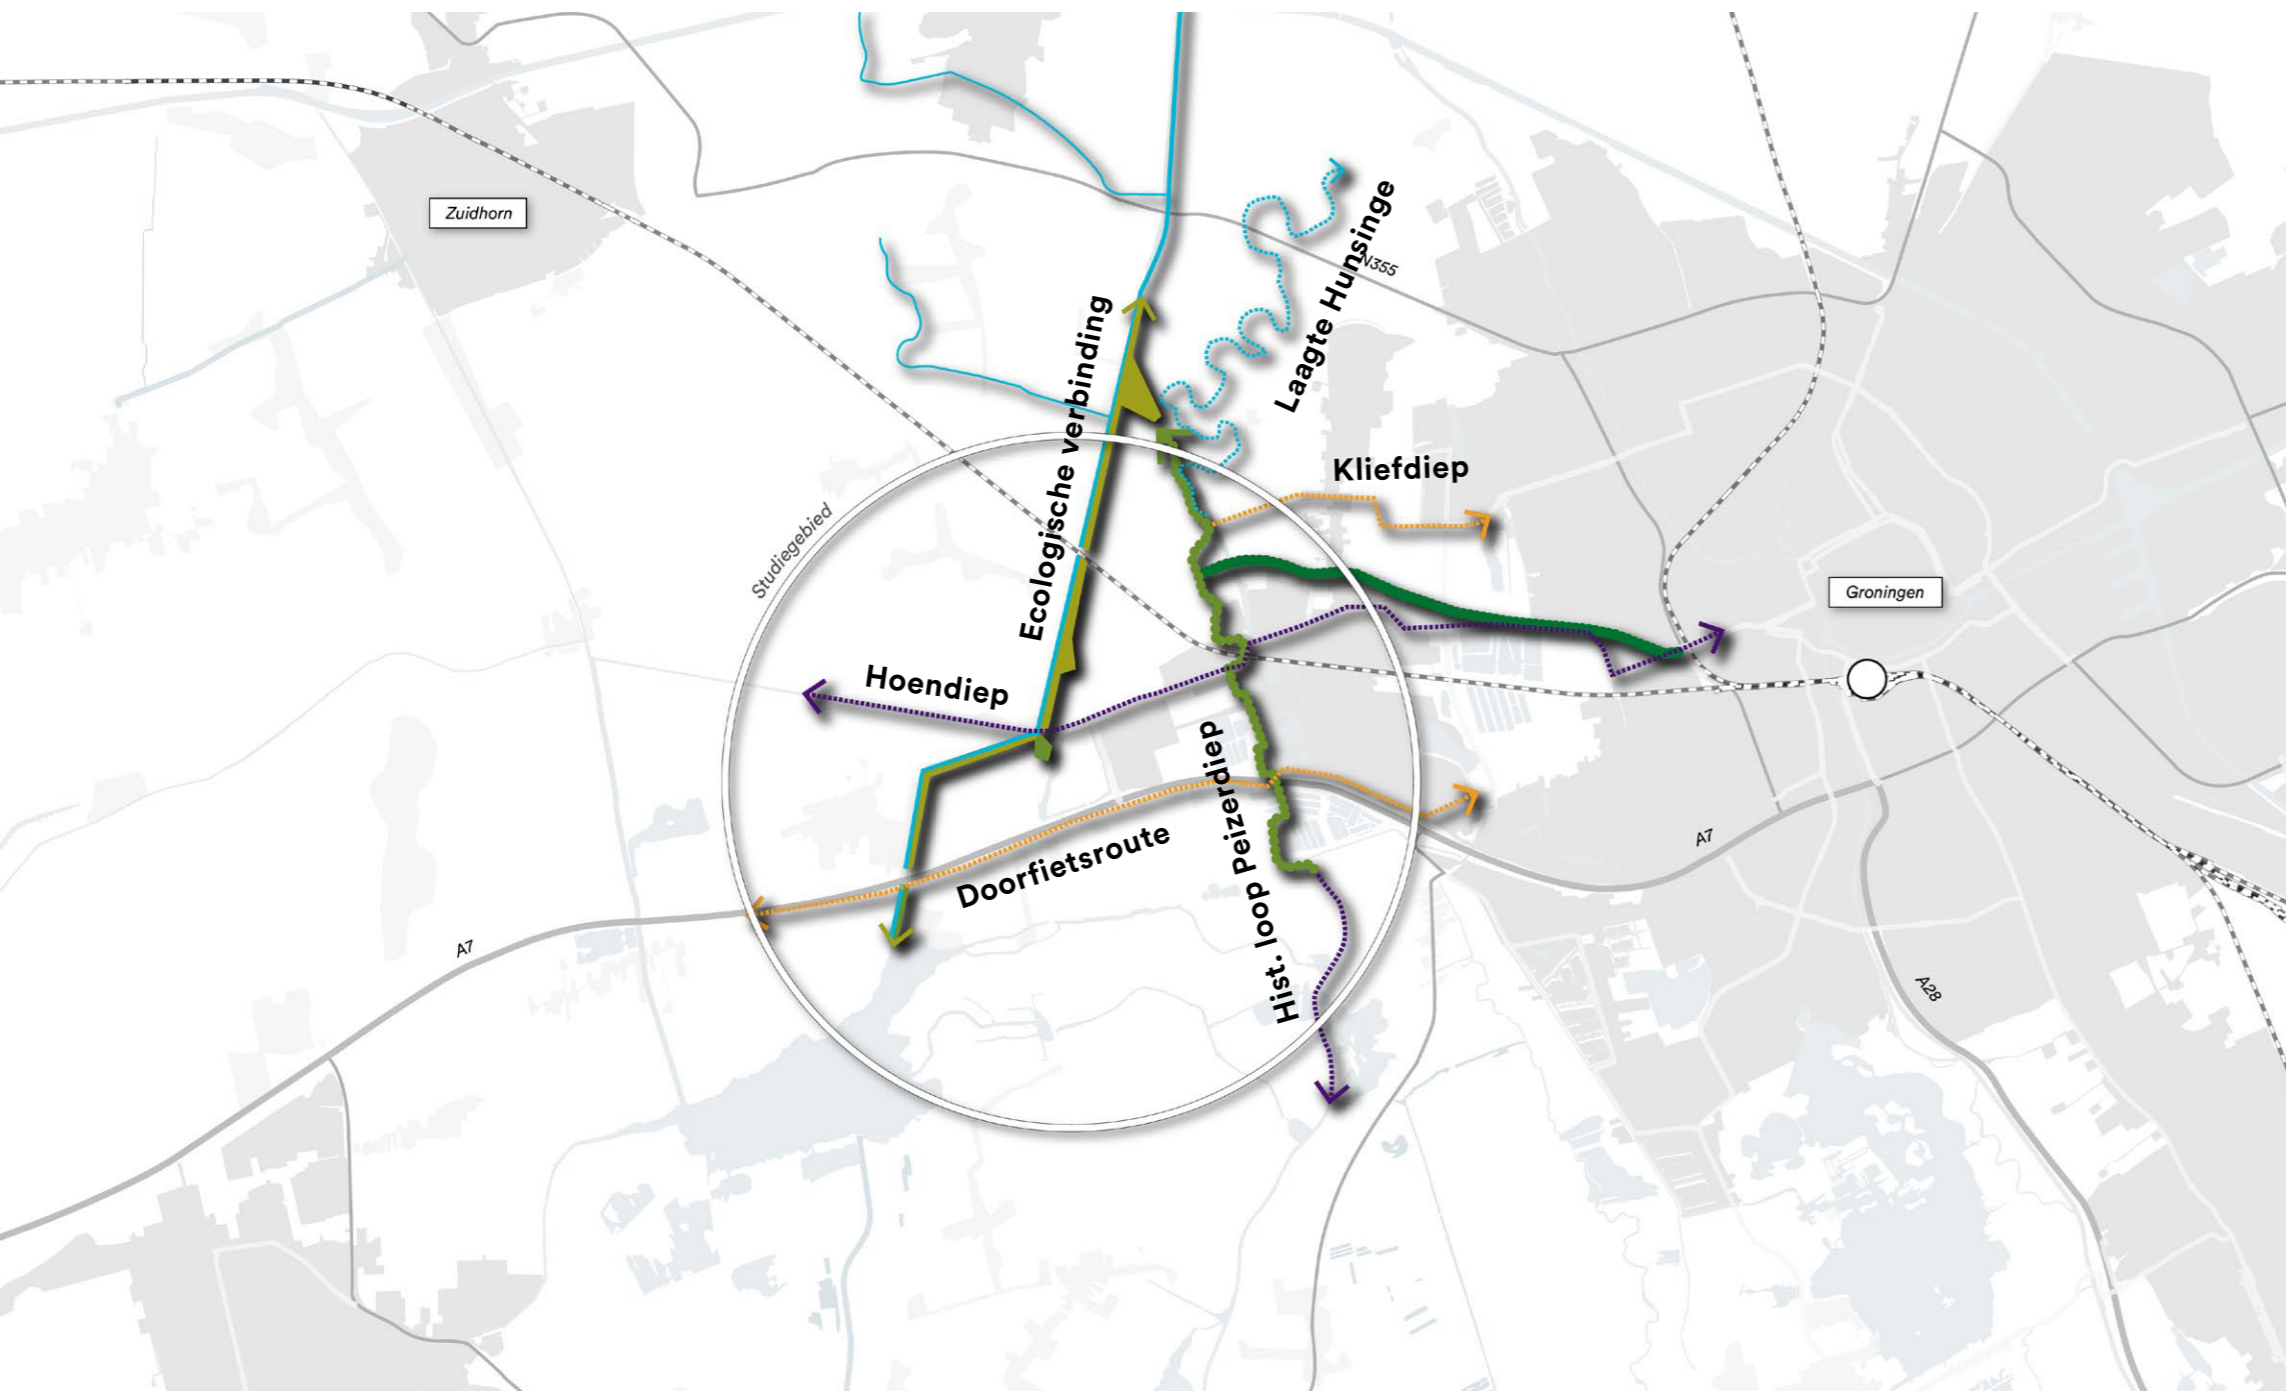 Zuidhorn
Laagte Hunsinge
N355
Ecologische verbinding
Kliefdiep
Studiegebied
Groningen
Hoendiep
Hist. loop Peizerdiep
Doorfietsroute
A7
A7
A28